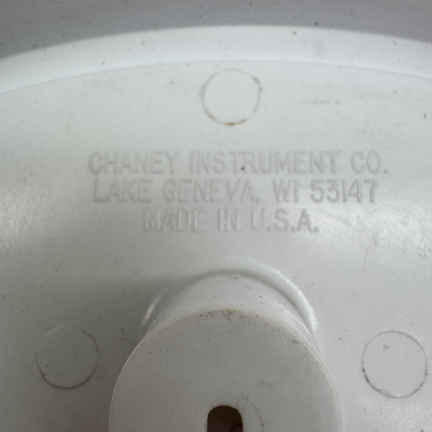 CHANEY INSTRUMENT CO.
LAKE GENEVA, WI 53147
MADE IN U.S.A.